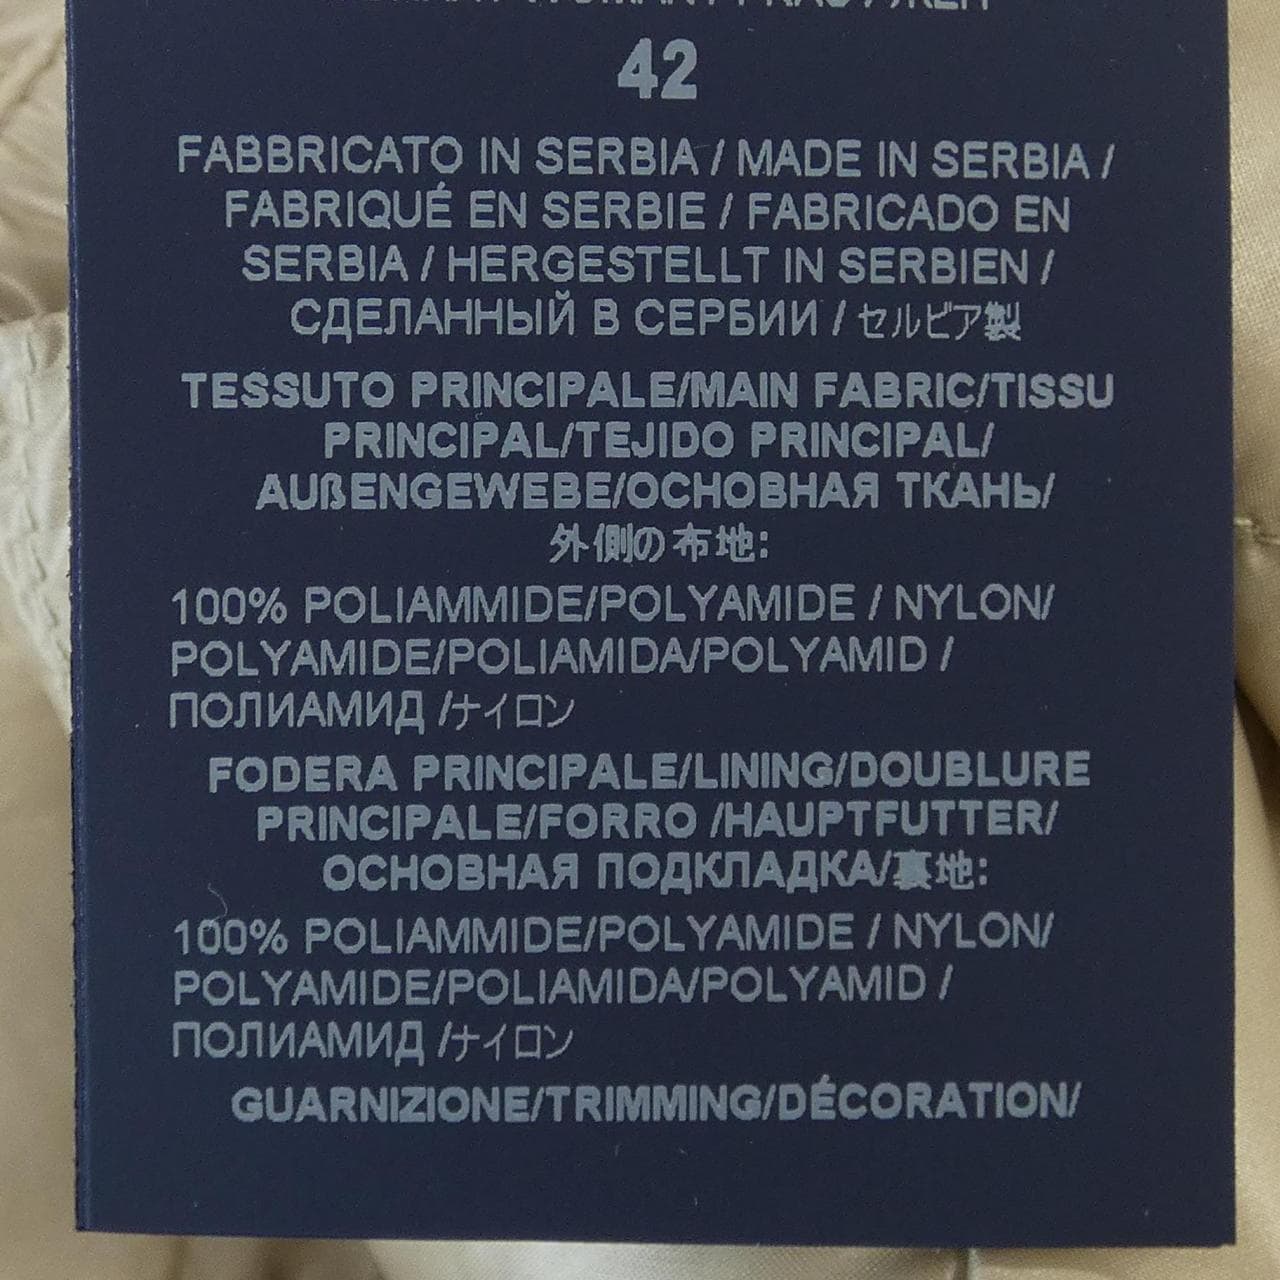 42
FABBRICATO IN SERBIA / MADE IN SERBIA /
FABRIQUÉ EN SERBIE / FABRICADO EN
SERBIA / HERGESTELLT IN SERBIEN /
СДЕЛАННЫЙ В СЕРБИИ / セルビア製
TESSUTO PRINCIPALE/MAIN FABRIC/TISSU
PRINCIPAL/TEJIDO PRINCIPAL/
AUßENGEWEBE/ОСНОВНАЯ ТКАНЬ/
外側の布地:
100% POLIAMMIDE/POLYAMIDE / NYLON/
POLYAMIDE/POLIAMIDA/POLYAMID /
ПОЛИАМИД /ナイロン
FODERA PRINCIPALE/LINING/DOUBLURE
PRINCIPALE/FORRO /HAUPTFUTTER/
ОСНОВНАЯ ПОДКЛАДКА/裏地:
100% POLIAMMIDE/POLYAMIDE / NYLON/
POLYAMIDE/POLIAMIDA/POLYAMID /
ПОЛИАМИД /ナイロン
GUARNIZIONE/TRIMMING/DÉCORATION/